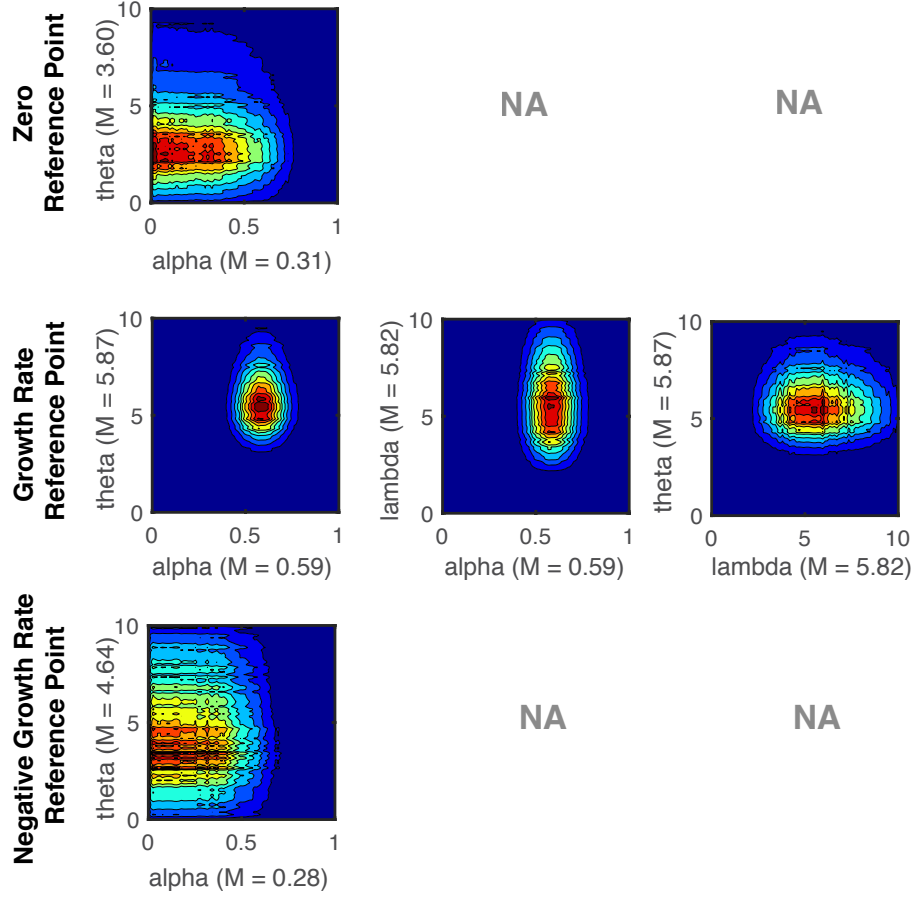 Zero
Reference Point
theta (M = 3.60)
10
5
0
0 0.5 1
alpha (M = 0.31)
NA
NA
Growth Rate
Reference Point
theta (M = 5.87)
10
5
0
0 0.5 1
alpha (M = 0.59)
lambda (M = 5.82)
10
5
0
0 0.5 1
alpha (M = 0.59)
theta (M = 5.87)
10
5
0
0 5 10
lambda (M = 5.82)
Negative Growth Rate
Reference Point
theta (M = 4.64)
10
5
0
0 0.5 1
alpha (M = 0.28)
NA
NA